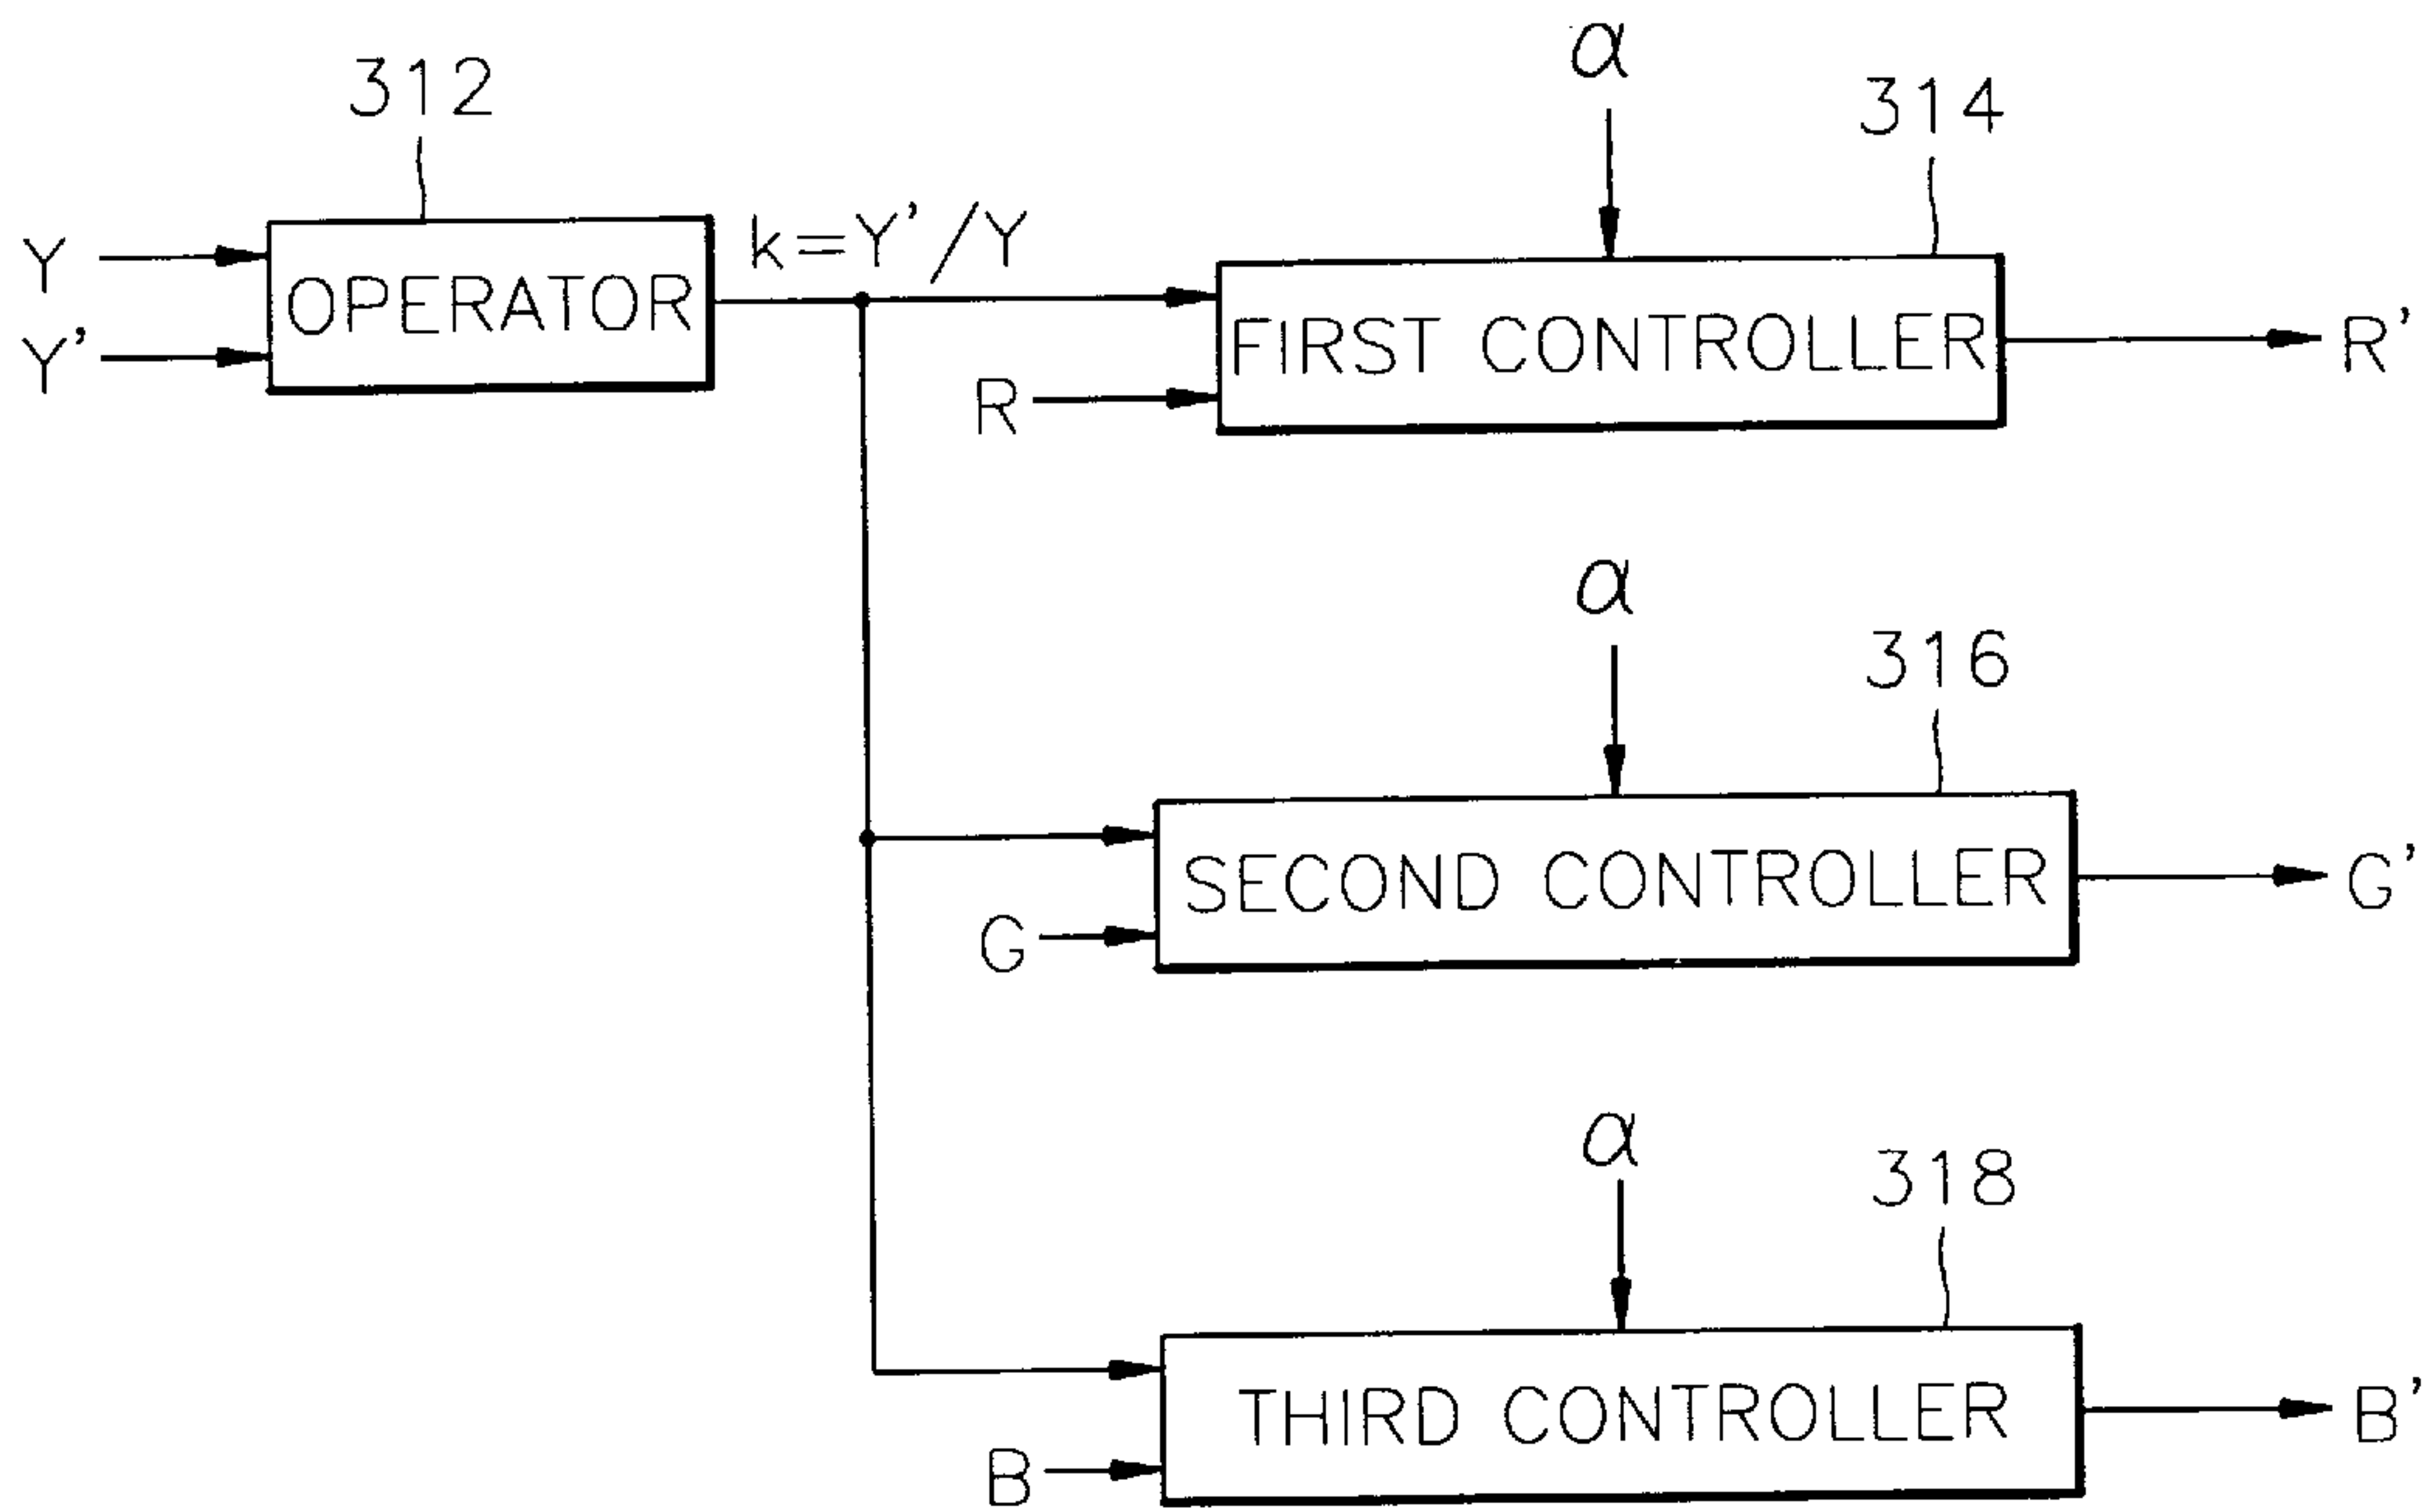 α
312
314
k=Y'/Y
Y
OPERATOR
Y'
FIRST CONTROLLER
R'
R
α
316
SECOND CONTROLLER
G'
G
α
318
THIRD CONTROLLER
B'
B